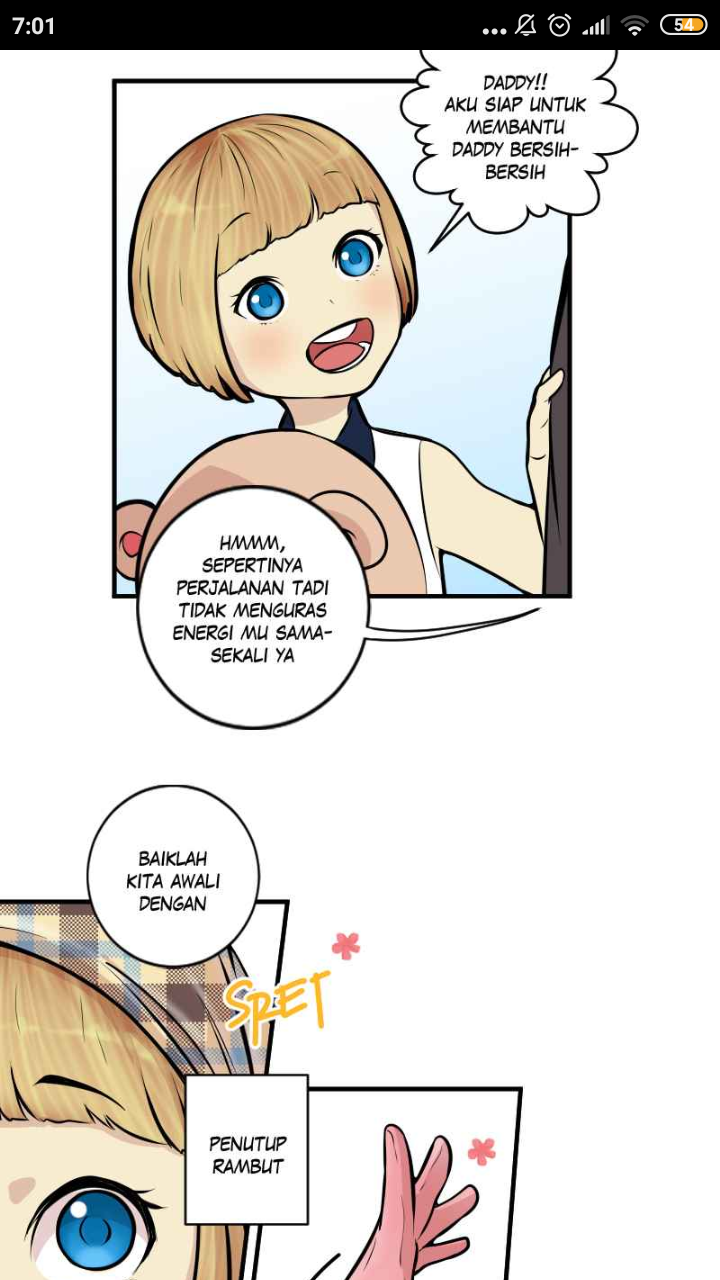 7:01
54
DADDY!!
AKU SIAP UNTUK
MEMBANTU
DADDY BERSIH-
BERSIH
HMMM,
SEPERTINYA
PERJALANAN TADI
TIDAK MENGURAS
ENERGI MU SAMA-
SEKALI YA
BAIKLAH
KITA AWALI
DENGAN
SRET
PENUTUP
RAMBUT